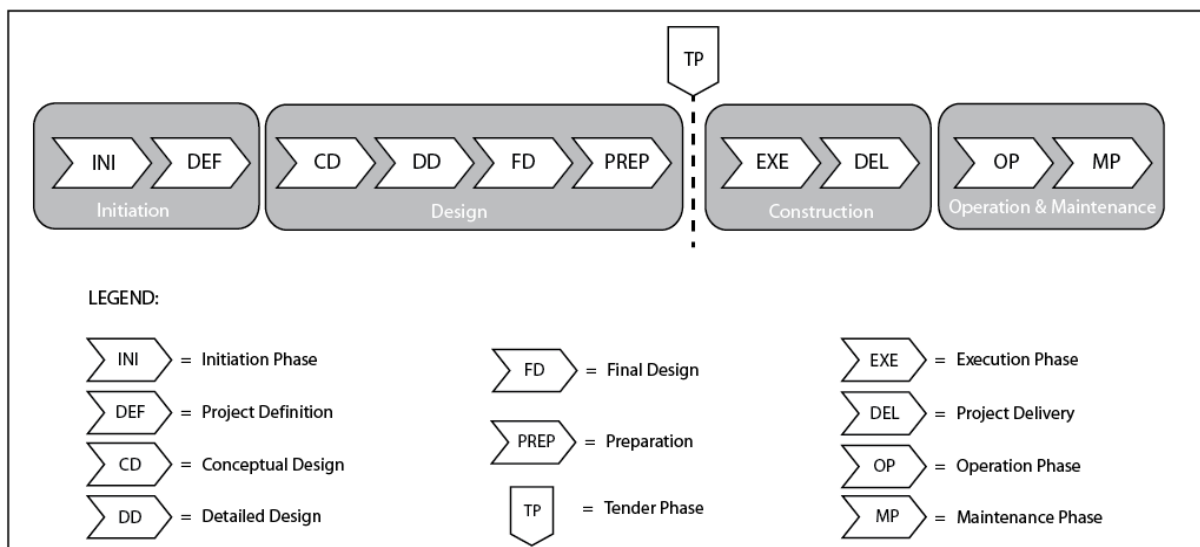 TP
INI DEF CD DD FD PREP EXE DEL OP MP
Initiation Design Construction Operation & Maintenance
LEGEND:
INI = Initiation Phase
DEF = Project Definition
CD = Conceptual Design
DD = Detailed Design
FD = Final Design
PREP = Preparation
TP = Tender Phase
EXE = Execution Phase
DEL = Project Delivery
OP = Operation Phase
MP = Maintenance Phase